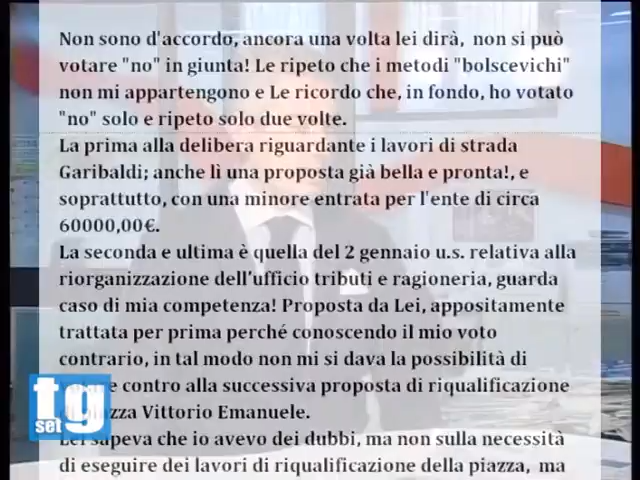 Non sono d'accordo, ancora una volta lei dirà,  non si può
votare "no" in giunta! Le ripeto che i metodi "bolscevichi"
non mi appartengono e Le ricordo che, in fondo, ho votato
"no" solo e ripeto solo due volte.
La prima alla delibera riguardante i lavori di strada
Garibaldi; anche lì una proposta già bella e pronta!, e
soprattutto, con una minore entrata per l'ente di circa
60000,00€.
La seconda e ultima è quella del 2 gennaio u.s. relativa alla
riorganizzazione dell'ufficio tributi e ragioneria, guarda
caso di mia competenza! Proposta da Lei, appositamente
trattata per prima perché conoscendo il mio voto
contrario, in tal modo non mi si dava la possibilità di
contro alla successiva proposta di riqualificazione
piazza Vittorio Emanuele.
Lei sapeva che io avevo dei dubbi, ma non sulla necessità
di eseguire dei lavori di riqualificazione della piazza,  ma
tg
set